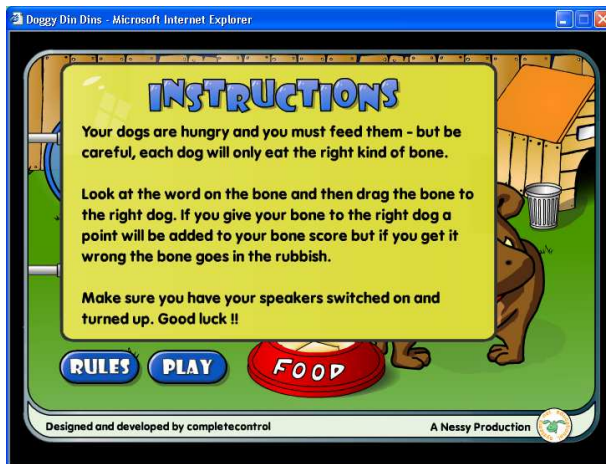 Doggy Din Dins - Microsoft Internet Explorer
INSTRUCTIONS
Your dogs are hungry and you must feed them - but be
careful, each dog will only eat the right kind of bone.
Look at the word on the bone and then drag the bone to
the right dog. If you give your bone to the right dog a
point will be added to your bone score but if you get it
wrong the bone goes in the rubbish.
Make sure you have your speakers switched on and
turned up. Good luck !!
RULES PLAY FOOD
Designed and developed by completecontrol A Nessy Production